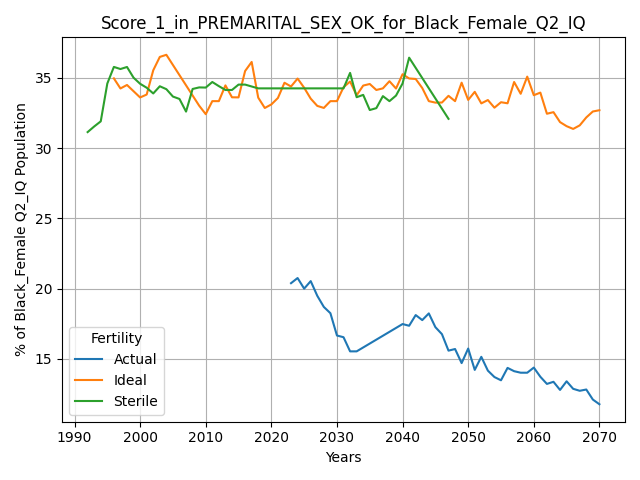 Score_1_in_PREMARITAL_SEX_OK_for_Black_Female_Q2_IQ
% of Black_Female Q2_IQ Population
35
30
25
20
15
Fertility
Actual
Ideal
Sterile
1990 2000 2010 2020 2030 2040 2050 2060 2070
Years